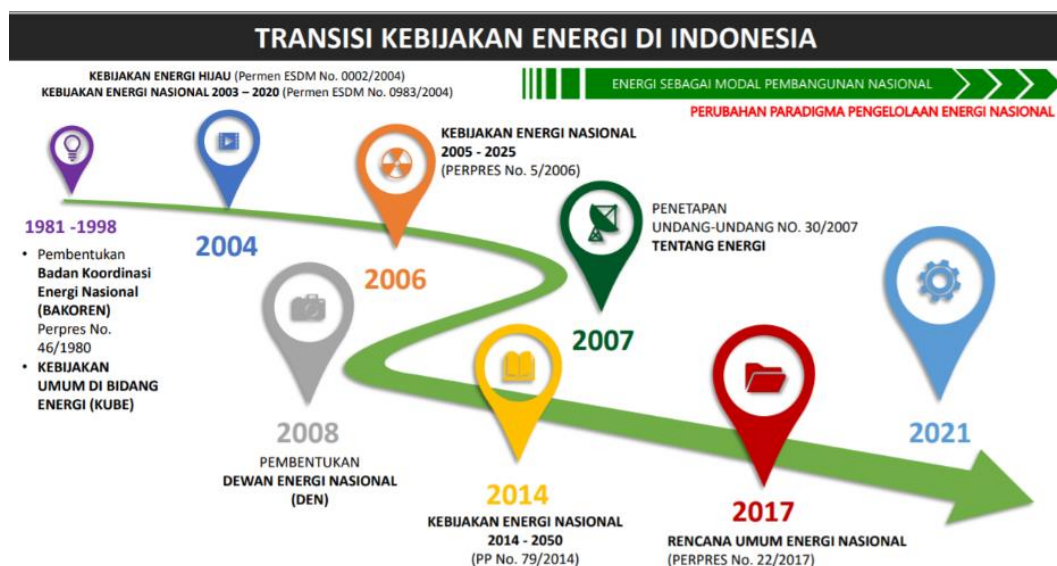 TRANSISI KEBIJAKAN ENERGI DI INDONESIA
KEBIJAKAN ENERGI HIJAU (Permen ESDM No. 0002/2004)
KEBIJAKAN ENERGI NASIONAL 2003 – 2020 (Permen ESDM No. 0983/2004)
ENERGI SEBAGAI MODAL PEMBANGUNAN NASIONAL
PERUBAHAN PARADIGMA PENGELOLAAN ENERGI NASIONAL
1981 -1998
• Pembentukan
Badan Koordinasi
Energi Nasional
(BAKOREN)
Perpres No.
46/1980
• KEBIJAKAN
UMUM DI BIDANG
ENERGI (KUBE)
2004
KEBIJAKAN ENERGI NASIONAL
2005 - 2025
(PERPRES No. 5/2006)
2006
PENETAPAN
UNDANG-UNDANG NO. 30/2007
TENTANG ENERGI
2007
2008
PEMBENTUKAN
DEWAN ENERGI NASIONAL
(DEN)
2014
KEBIJAKAN ENERGI NASIONAL
2014 - 2050
(PP No. 79/2014)
2017
RENCANA UMUM ENERGI NASIONAL
(PERPRES No. 22/2017)
2021